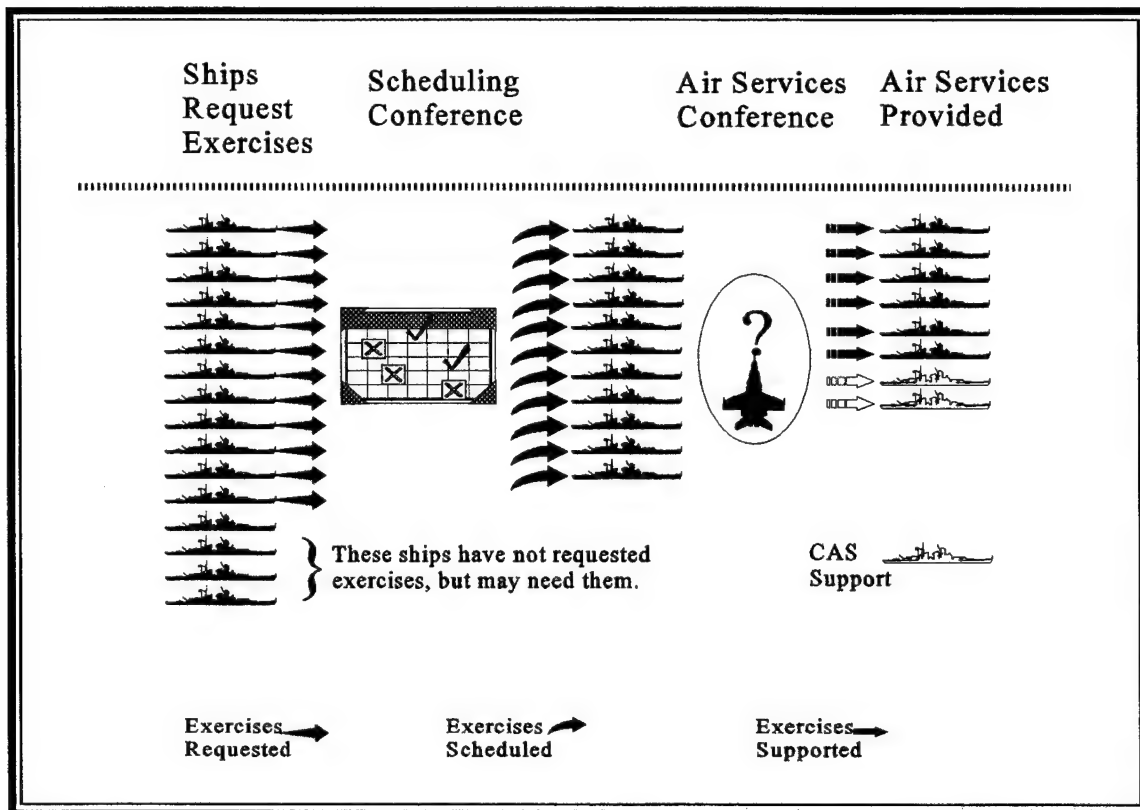 Ships
Request
Exercises
Scheduling
Conference
Air Services
Conference
Air Services
Provided
?
These ships have not requested
exercises, but may need them.
CAS
Support
Exercises
Requested
Exercises
Scheduled
Exercises
Supported